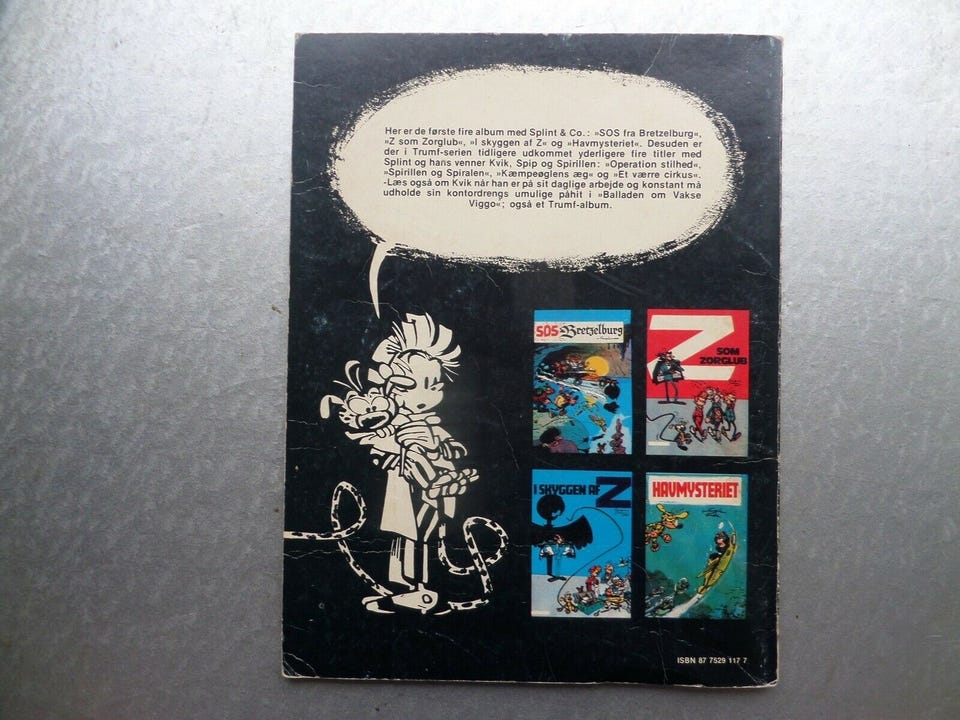 Her er de første fire album med Splint & Co.: »SOS fra Bretzelburg«,
»Z som Zorglub«, »I skyggen af Z« og »Havmysteriet«. Desuden er
der i Trumf-serien tidligere udkommet yderligere fire titler med
Splint og hans venner Kvik, Spip og Spirillen: »Operation stilhed«,
»Spirillen og Spiralen«, »Kæmpeøglens æg« og »Et værre cirkus«.
-Læs også om Kvik når han er på sit daglige arbejde og konstant må
udholde sin kontordrengs umulige påhit i »Balladen om Vakse
Viggo«; også et Trumf-album.
SOS Bretzelburg
Z
SOM
ZORGLUB
I SKYGGEN AF Z
HAVMYSTERIET
ISBN 87 7529 117 7